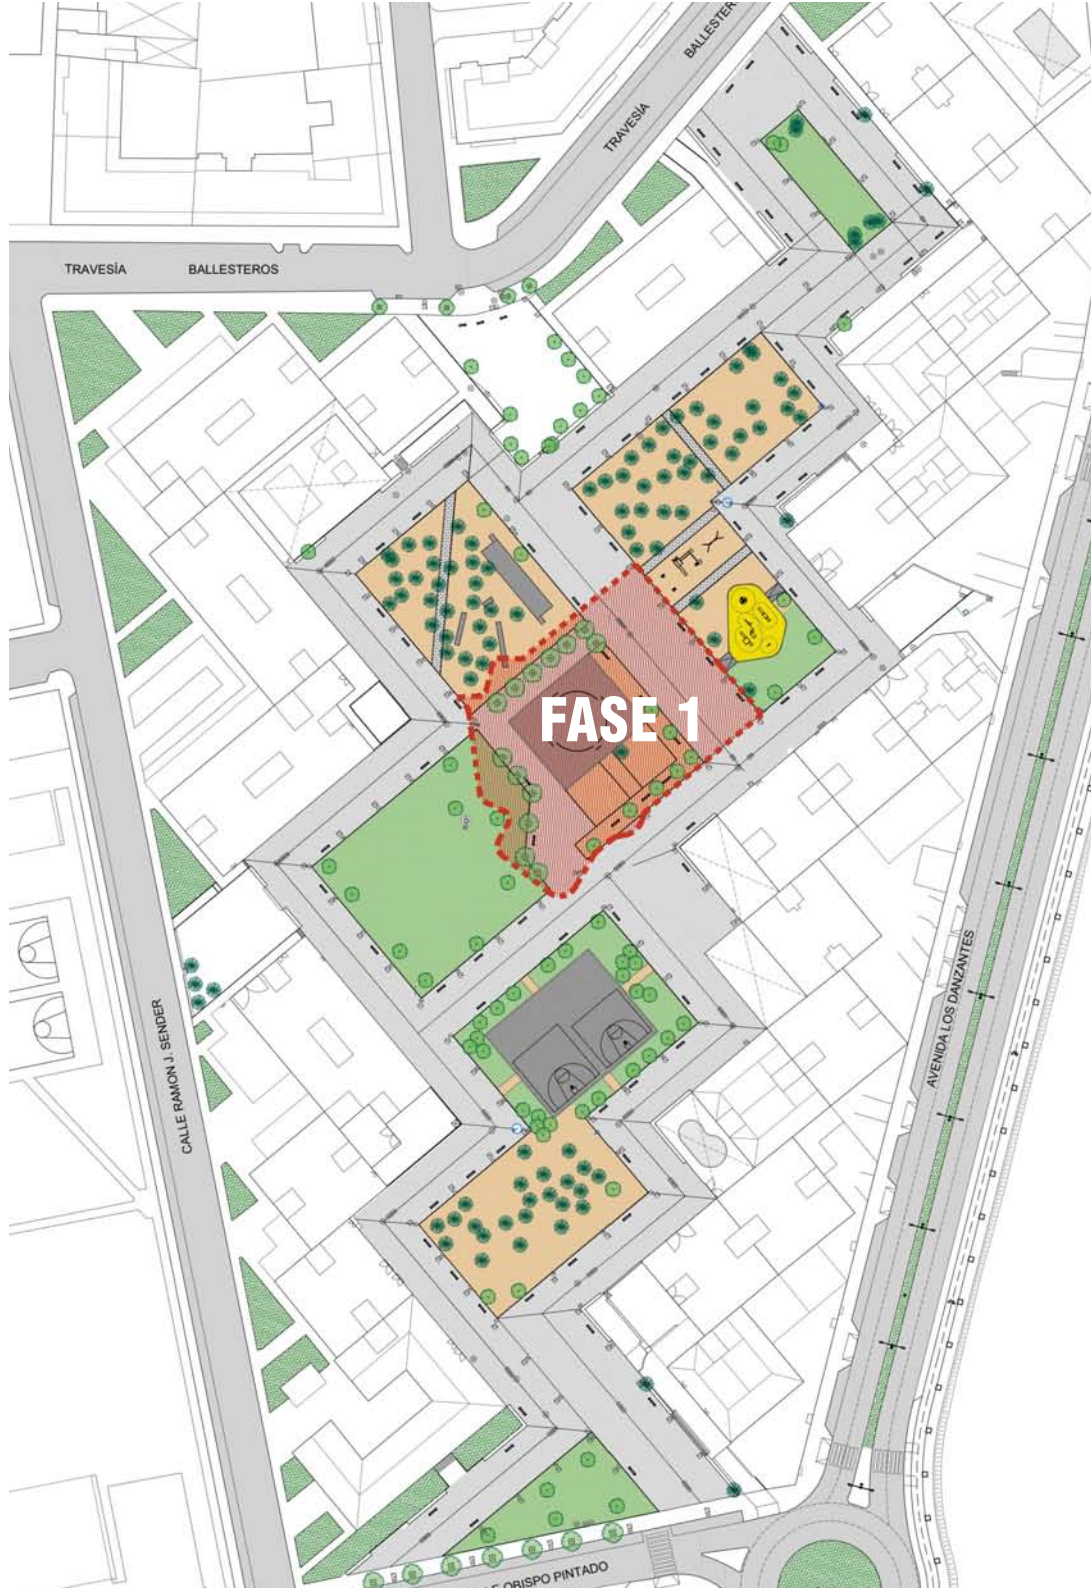 BALLESTER
TRAVESÍA
TRAVESÍA BALLESTEROS
FASE 1
AVENIDA LOS DANZANTES
CALLE RAMON J. SENDER
E OBISPO PINTADO